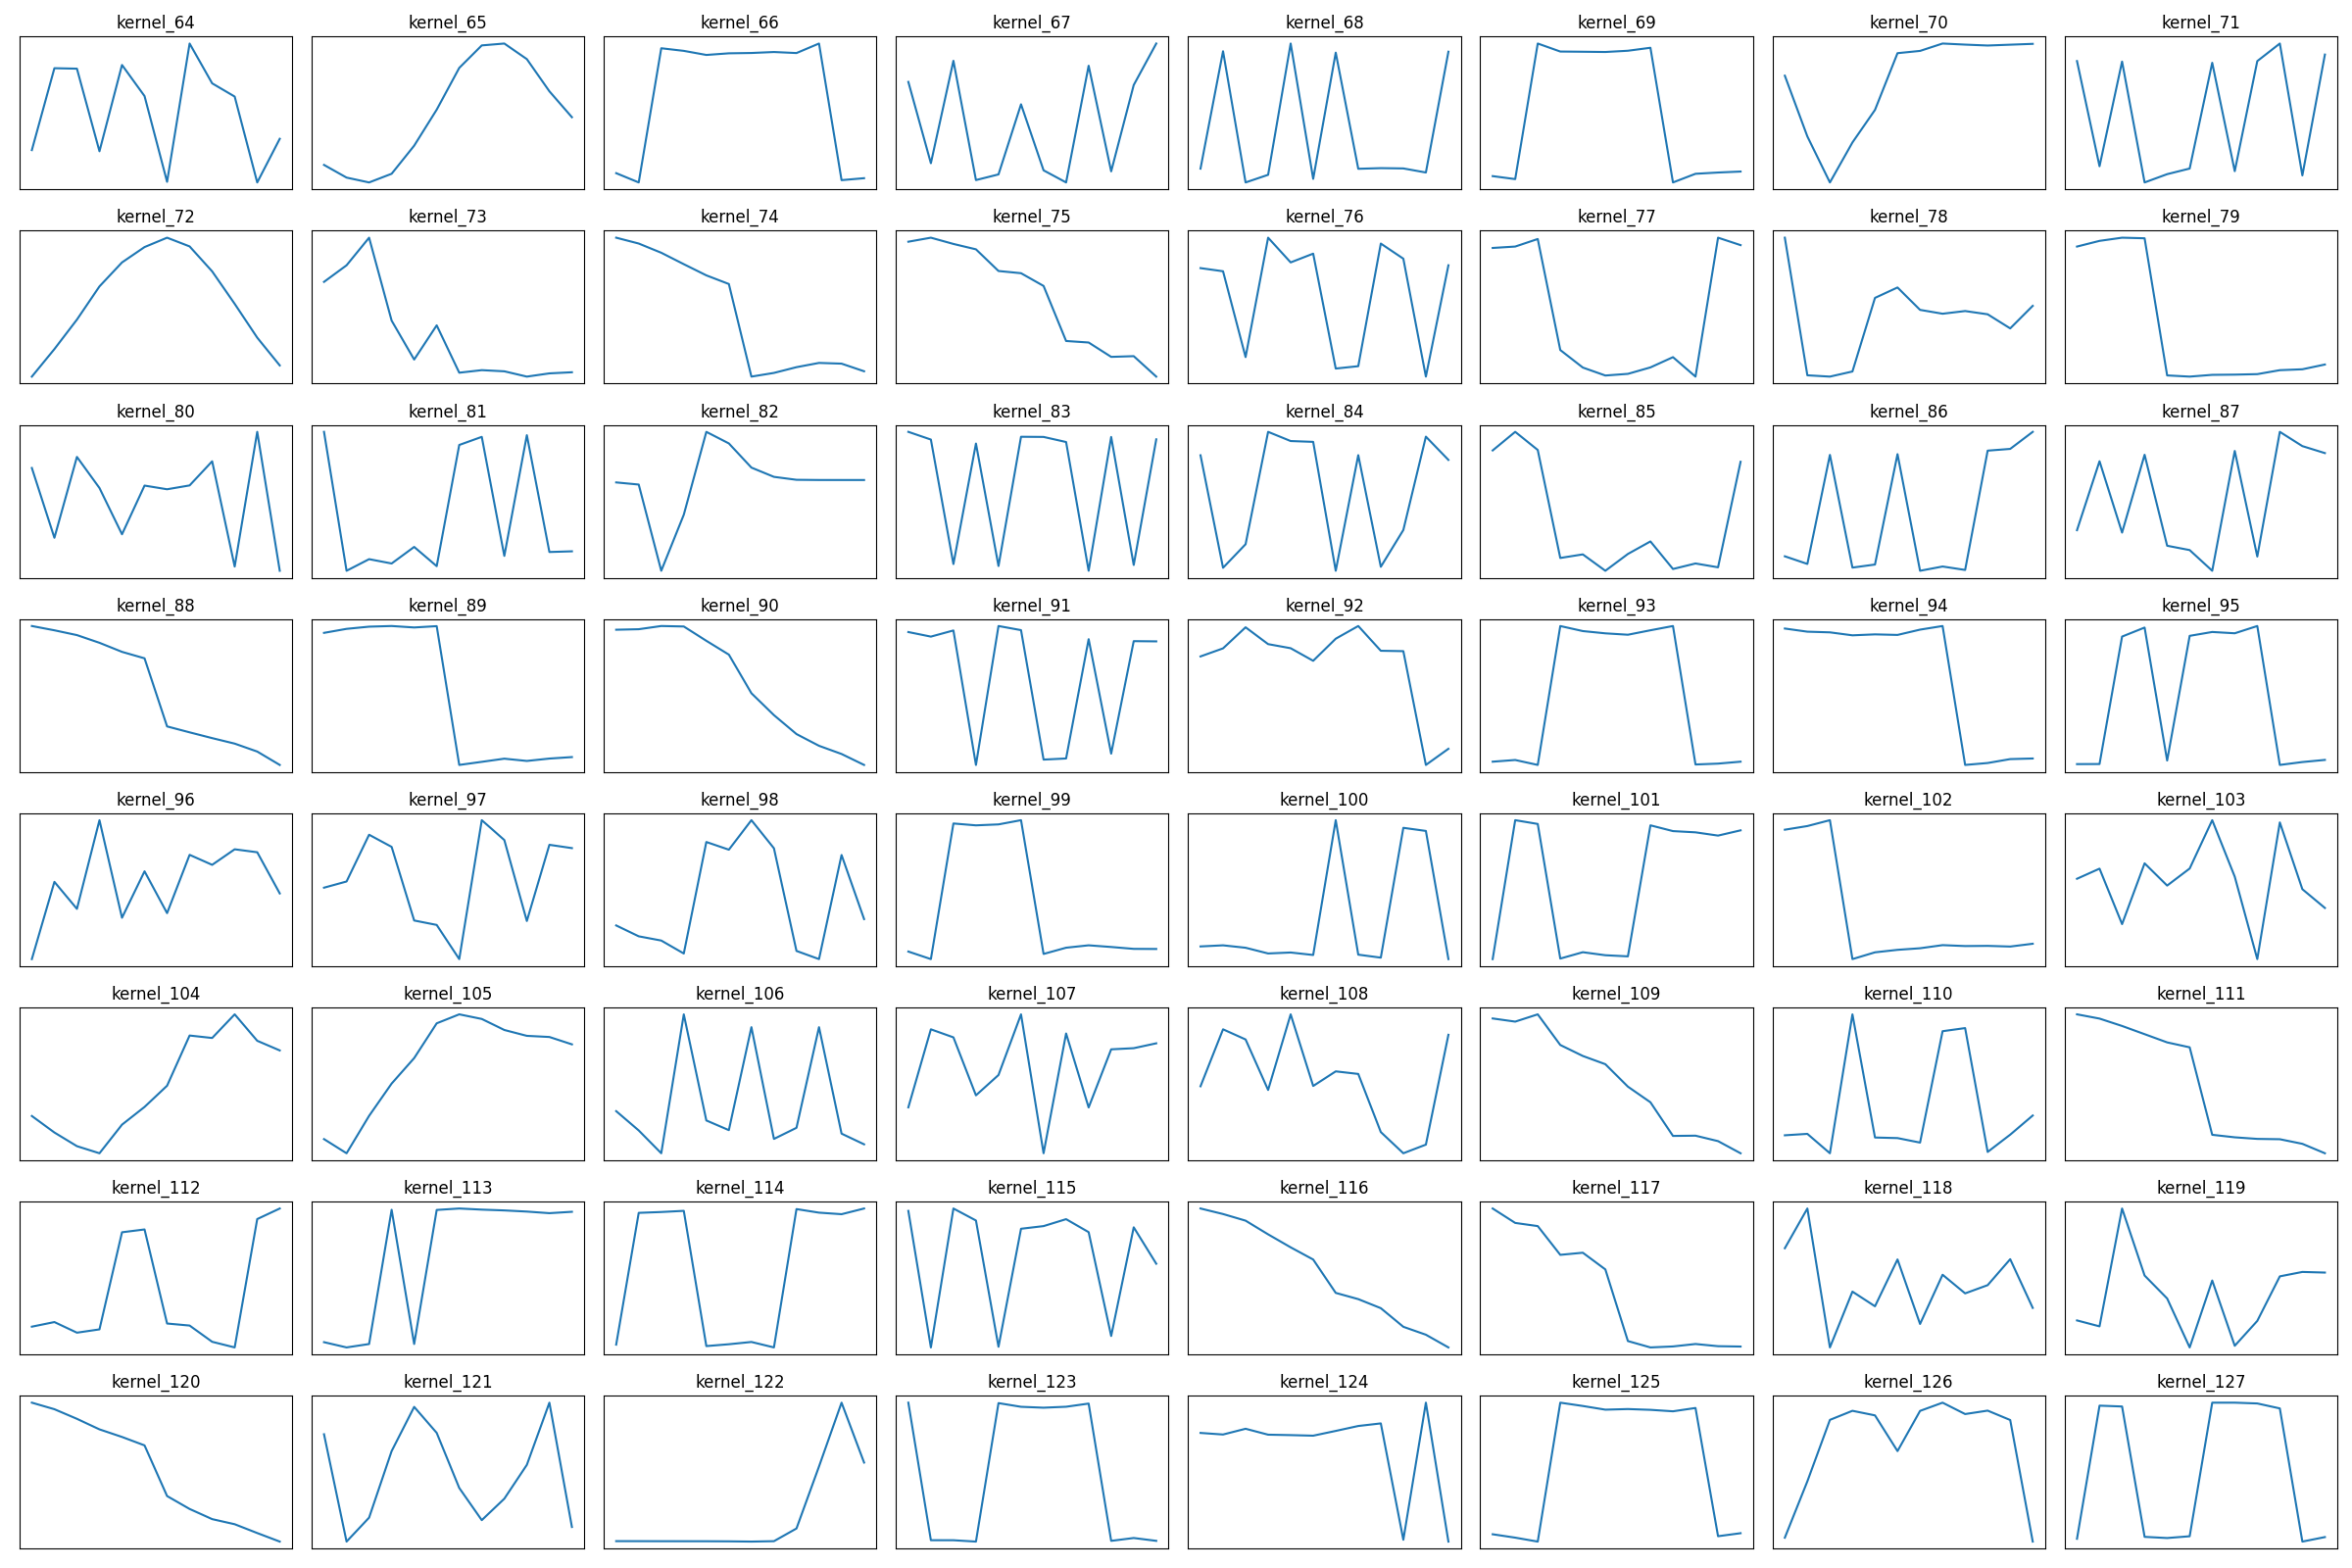 kernel_64 kernel_65 kernel_66 kernel_67 kernel_68 kernel_69 kernel_70 kernel_71
kernel_72 kernel_73 kernel_74 kernel_75 kernel_76 kernel_77 kernel_78 kernel_79
kernel_80 kernel_81 kernel_82 kernel_83 kernel_84 kernel_85 kernel_86 kernel_87
kernel_88 kernel_89 kernel_90 kernel_91 kernel_92 kernel_93 kernel_94 kernel_95
kernel_96 kernel_97 kernel_98 kernel_99 kernel_100 kernel_101 kernel_102 kernel_103
kernel_104 kernel_105 kernel_106 kernel_107 kernel_108 kernel_109 kernel_110 kernel_111
kernel_112 kernel_113 kernel_114 kernel_115 kernel_116 kernel_117 kernel_118 kernel_119
kernel_120 kernel_121 kernel_122 kernel_123 kernel_124 kernel_125 kernel_126 kernel_127